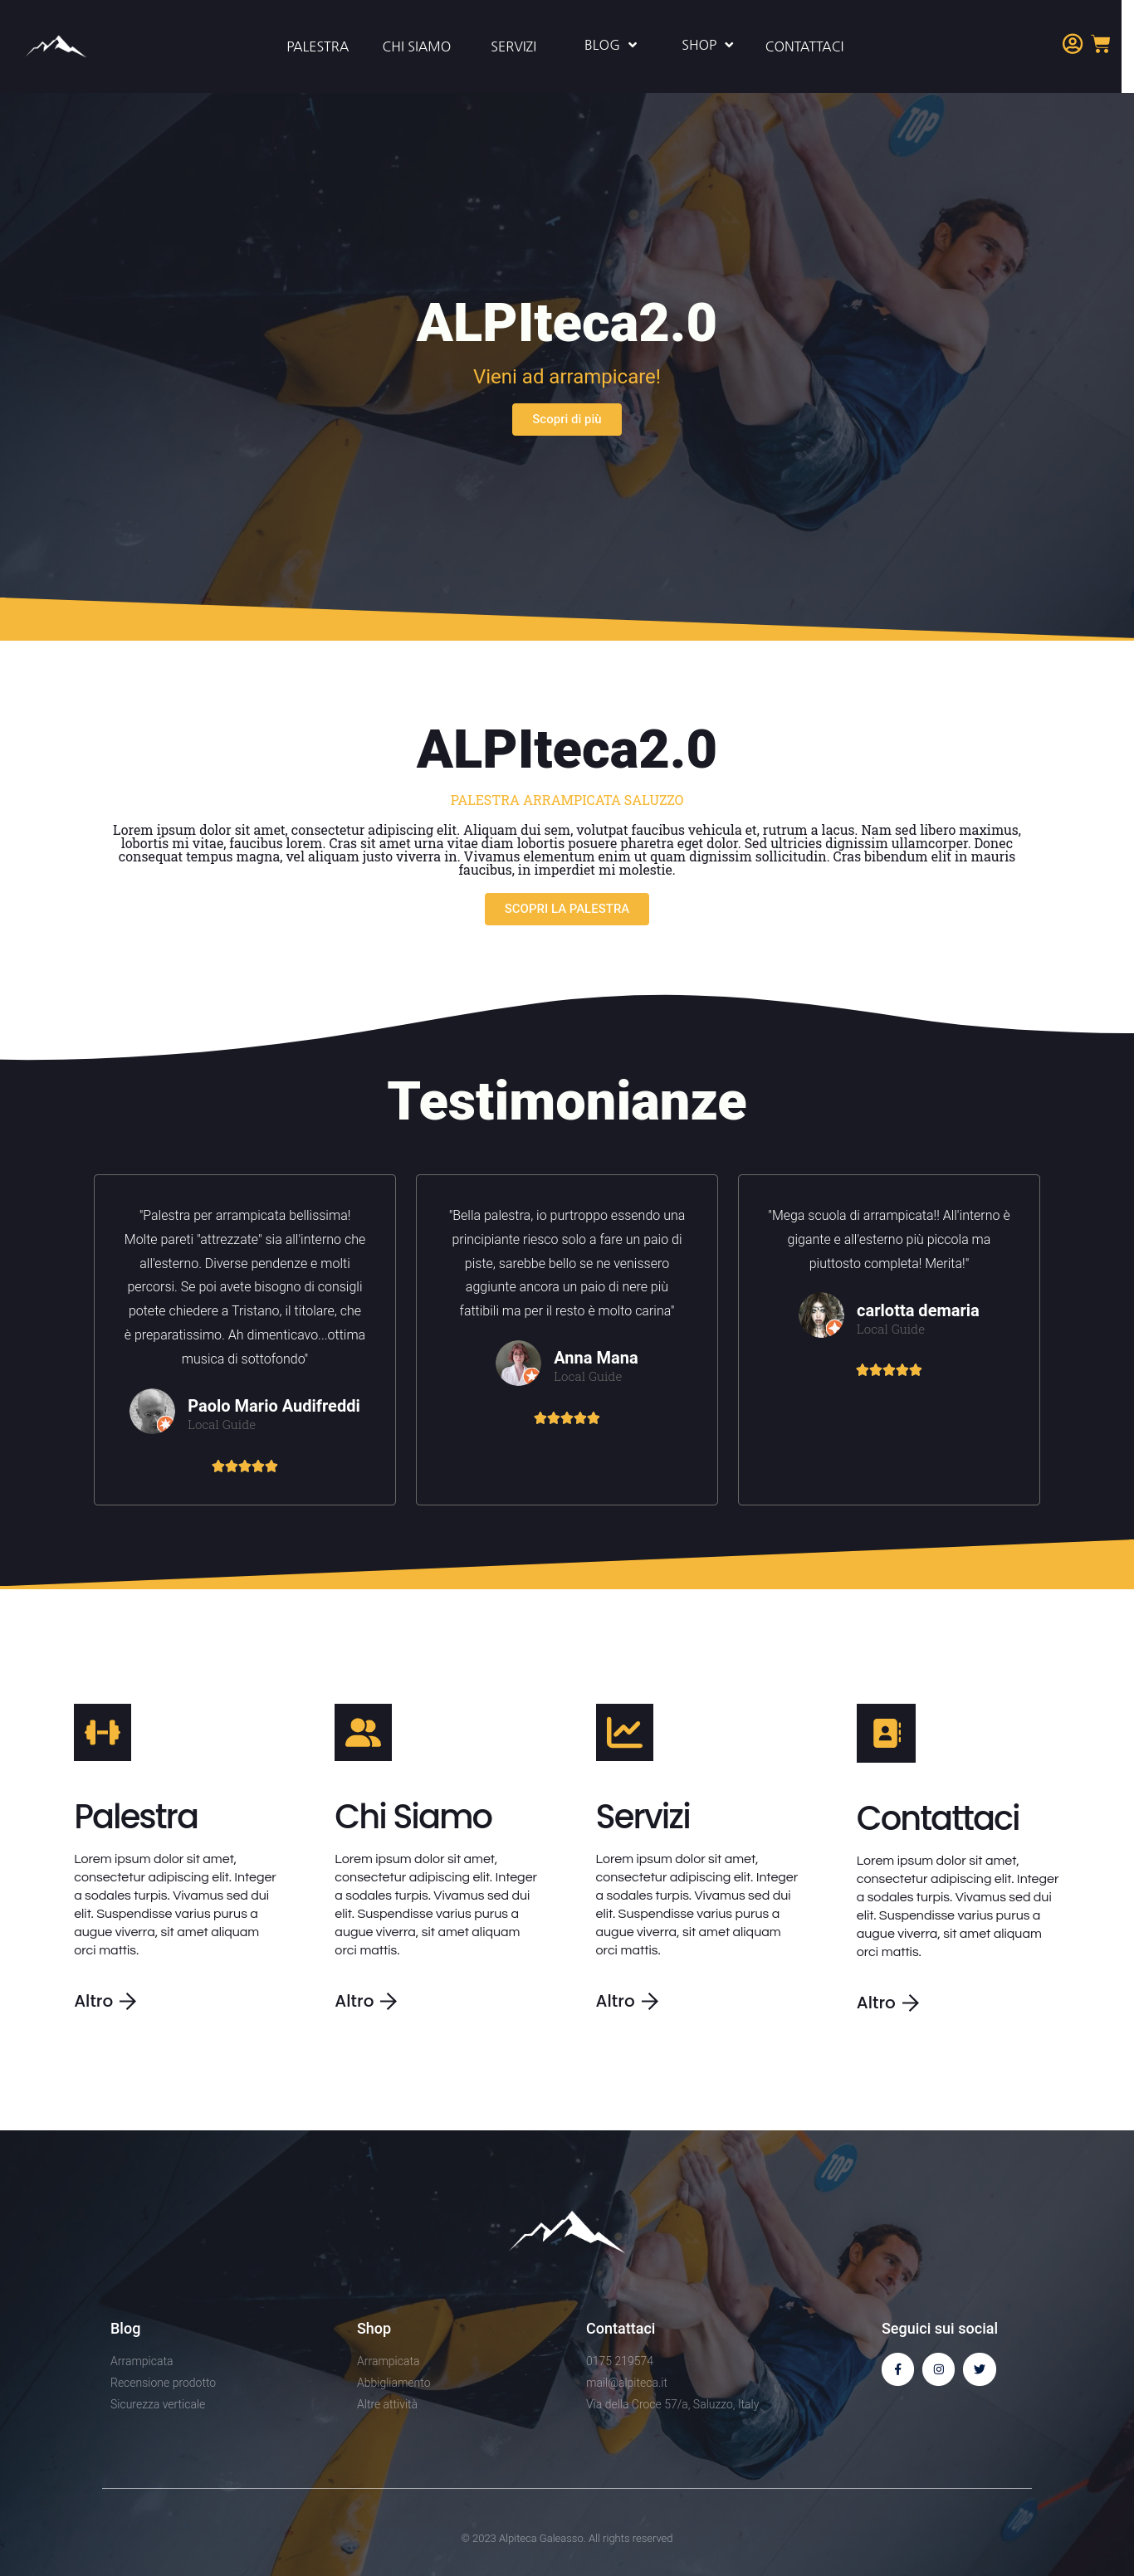 PALESTRA CHI SIAMO SERVIZI BLOG SHOP CONTATTACI
TOP
ALPIteca2.0
Vieni ad arrampicare!
Scopri di più
ALPIteca2.0
PALESTRA ARRAMPICATA SALUZZO
Lorem ipsum dolor sit amet, consectetur adipiscing elit. Aliquam dui sem, volutpat faucibus vehicula et, rutrum a lacus. Nam sed libero maximus,
lobortis mi vitae, faucibus lorem. Cras sit amet urna vitae diam lobortis posuere pharetra eget dolor. Sed ultricies dignissim ullamcorper. Donec
consequat tempus magna, vel aliquam justo viverra in. Vivamus elementum enim ut quam dignissim sollicitudin. Cras bibendum elit in mauris
faucibus, in imperdiet mi molestie.
SCOPRI LA PALESTRA
Testimonianze
"Palestra per arrampicata bellissima!
Molte pareti "attrezzate" sia all'interno che
all'esterno. Diverse pendenze e molti
percorsi. Se poi avete bisogno di consigli
potete chiedere a Tristano, il titolare, che
è preparatissimo. Ah dimenticavo...ottima
musica di sottofondo"
Paolo Mario Audifreddi
Local Guide
"Bella palestra, io purtroppo essendo una
principiante riesco solo a fare un paio di
piste, sarebbe bello se ne venissero
aggiunte ancora un paio di nere più
fattibili ma per il resto è molto carina"
Anna Mana
Local Guide
"Mega scuola di arrampicata!! All'interno è
gigante e all'esterno più piccola ma
piuttosto completa! Merita!"
carlotta demaria
Local Guide
Palestra
Lorem ipsum dolor sit amet,
consectetur adipiscing elit. Integer
a sodales turpis. Vivamus sed dui
elit. Suspendisse varius purus a
augue viverra, sit amet aliquam
orci mattis.
Altro
Chi Siamo
Lorem ipsum dolor sit amet,
consectetur adipiscing elit. Integer
a sodales turpis. Vivamus sed dui
elit. Suspendisse varius purus a
augue viverra, sit amet aliquam
orci mattis.
Altro
Servizi
Lorem ipsum dolor sit amet,
consectetur adipiscing elit. Integer
a sodales turpis. Vivamus sed dui
elit. Suspendisse varius purus a
augue viverra, sit amet aliquam
orci mattis.
Altro
Contattaci
Lorem ipsum dolor sit amet,
consectetur adipiscing elit. Integer
a sodales turpis. Vivamus sed dui
elit. Suspendisse varius purus a
augue viverra, sit amet aliquam
orci mattis.
Altro
TOP
Blog
Arrampicata
Recensione prodotto
Sicurezza verticale
Shop
Arrampicata
Abbigliamento
Altre attività
Contattaci
0175 219574
mail@alpiteca.it
Via della Croce 57/a, Saluzzo, Italy
Seguici sui social
© 2023 Alpiteca Galeasso. All rights reserved